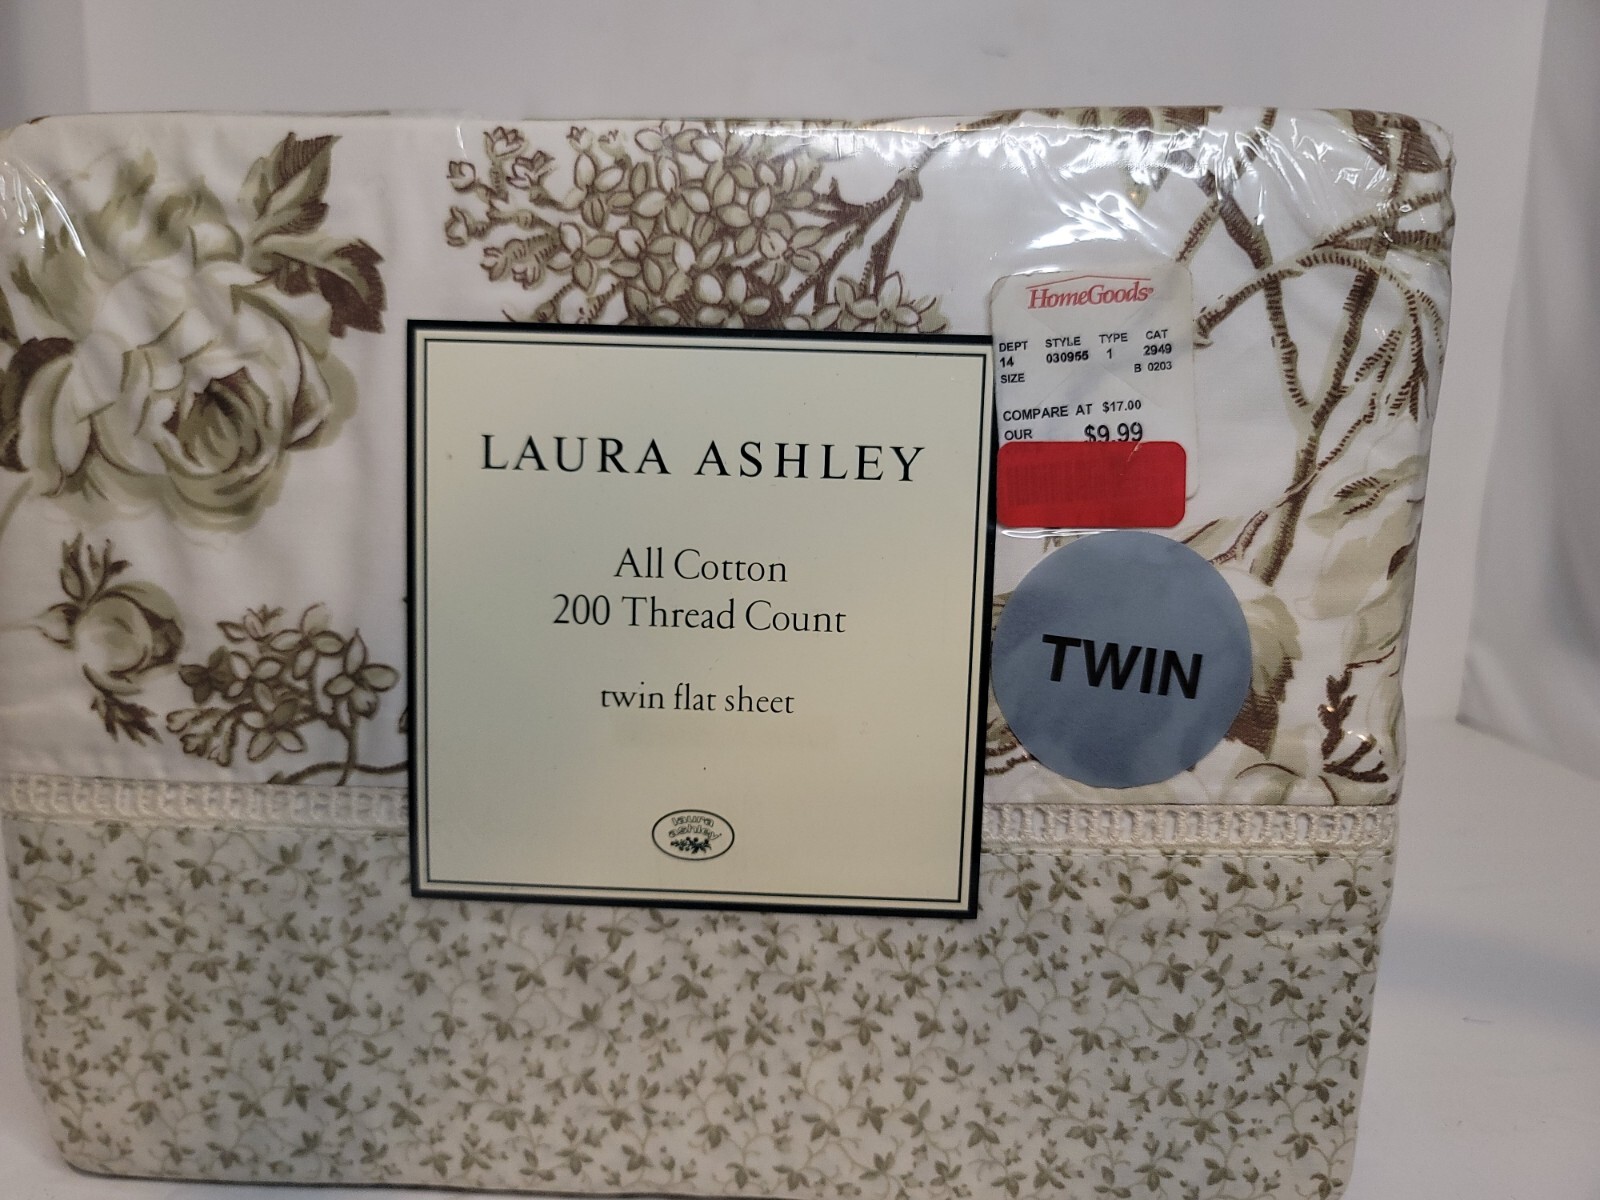 LAURA ASHLEY
All Cotton
200 Thread Count
twin flat sheet
laura
ashley
HomeGoods®
DEPT STYLE TYPE CAT
14 030955 1 2949
SIZE B 0203
COMPARE AT $17.00
OUR $9.99
TWIN